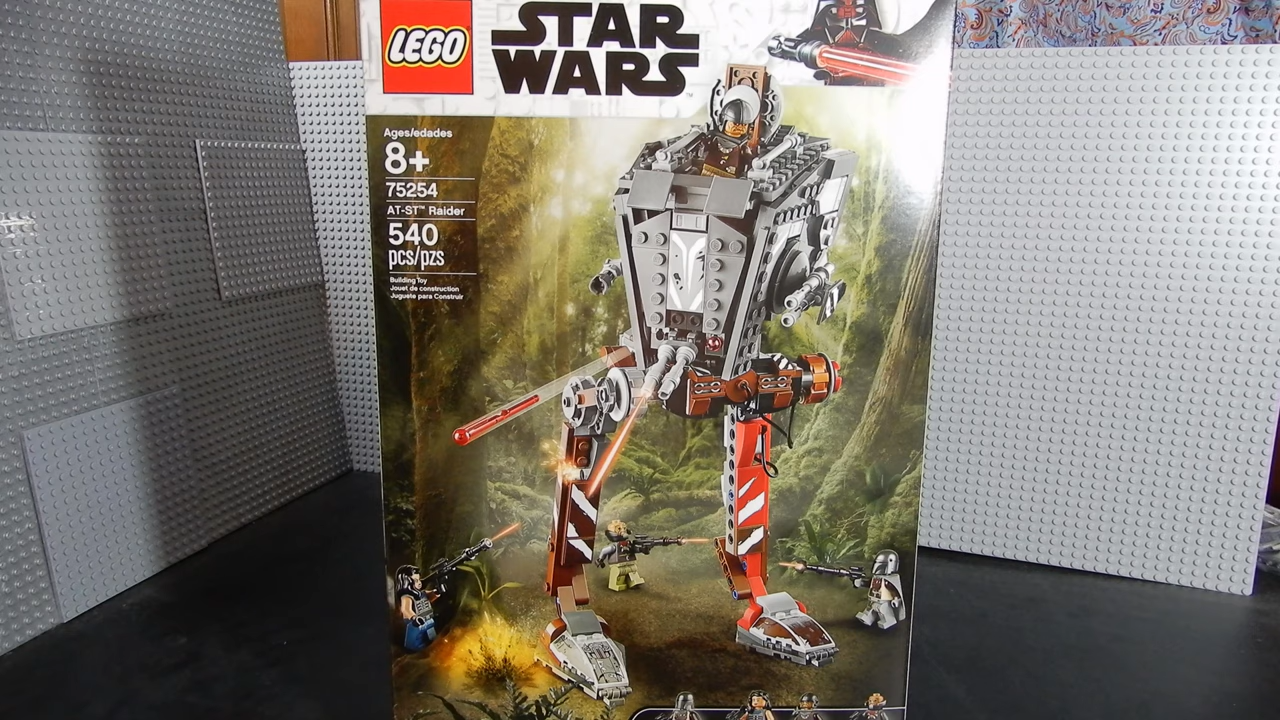 LEGO
STAR
WARS™
Ages/edades
8+
75254
AT-ST™ Raider
540
pcs/pzs
Building Toy
Jouet de construction
Juguete para Construir